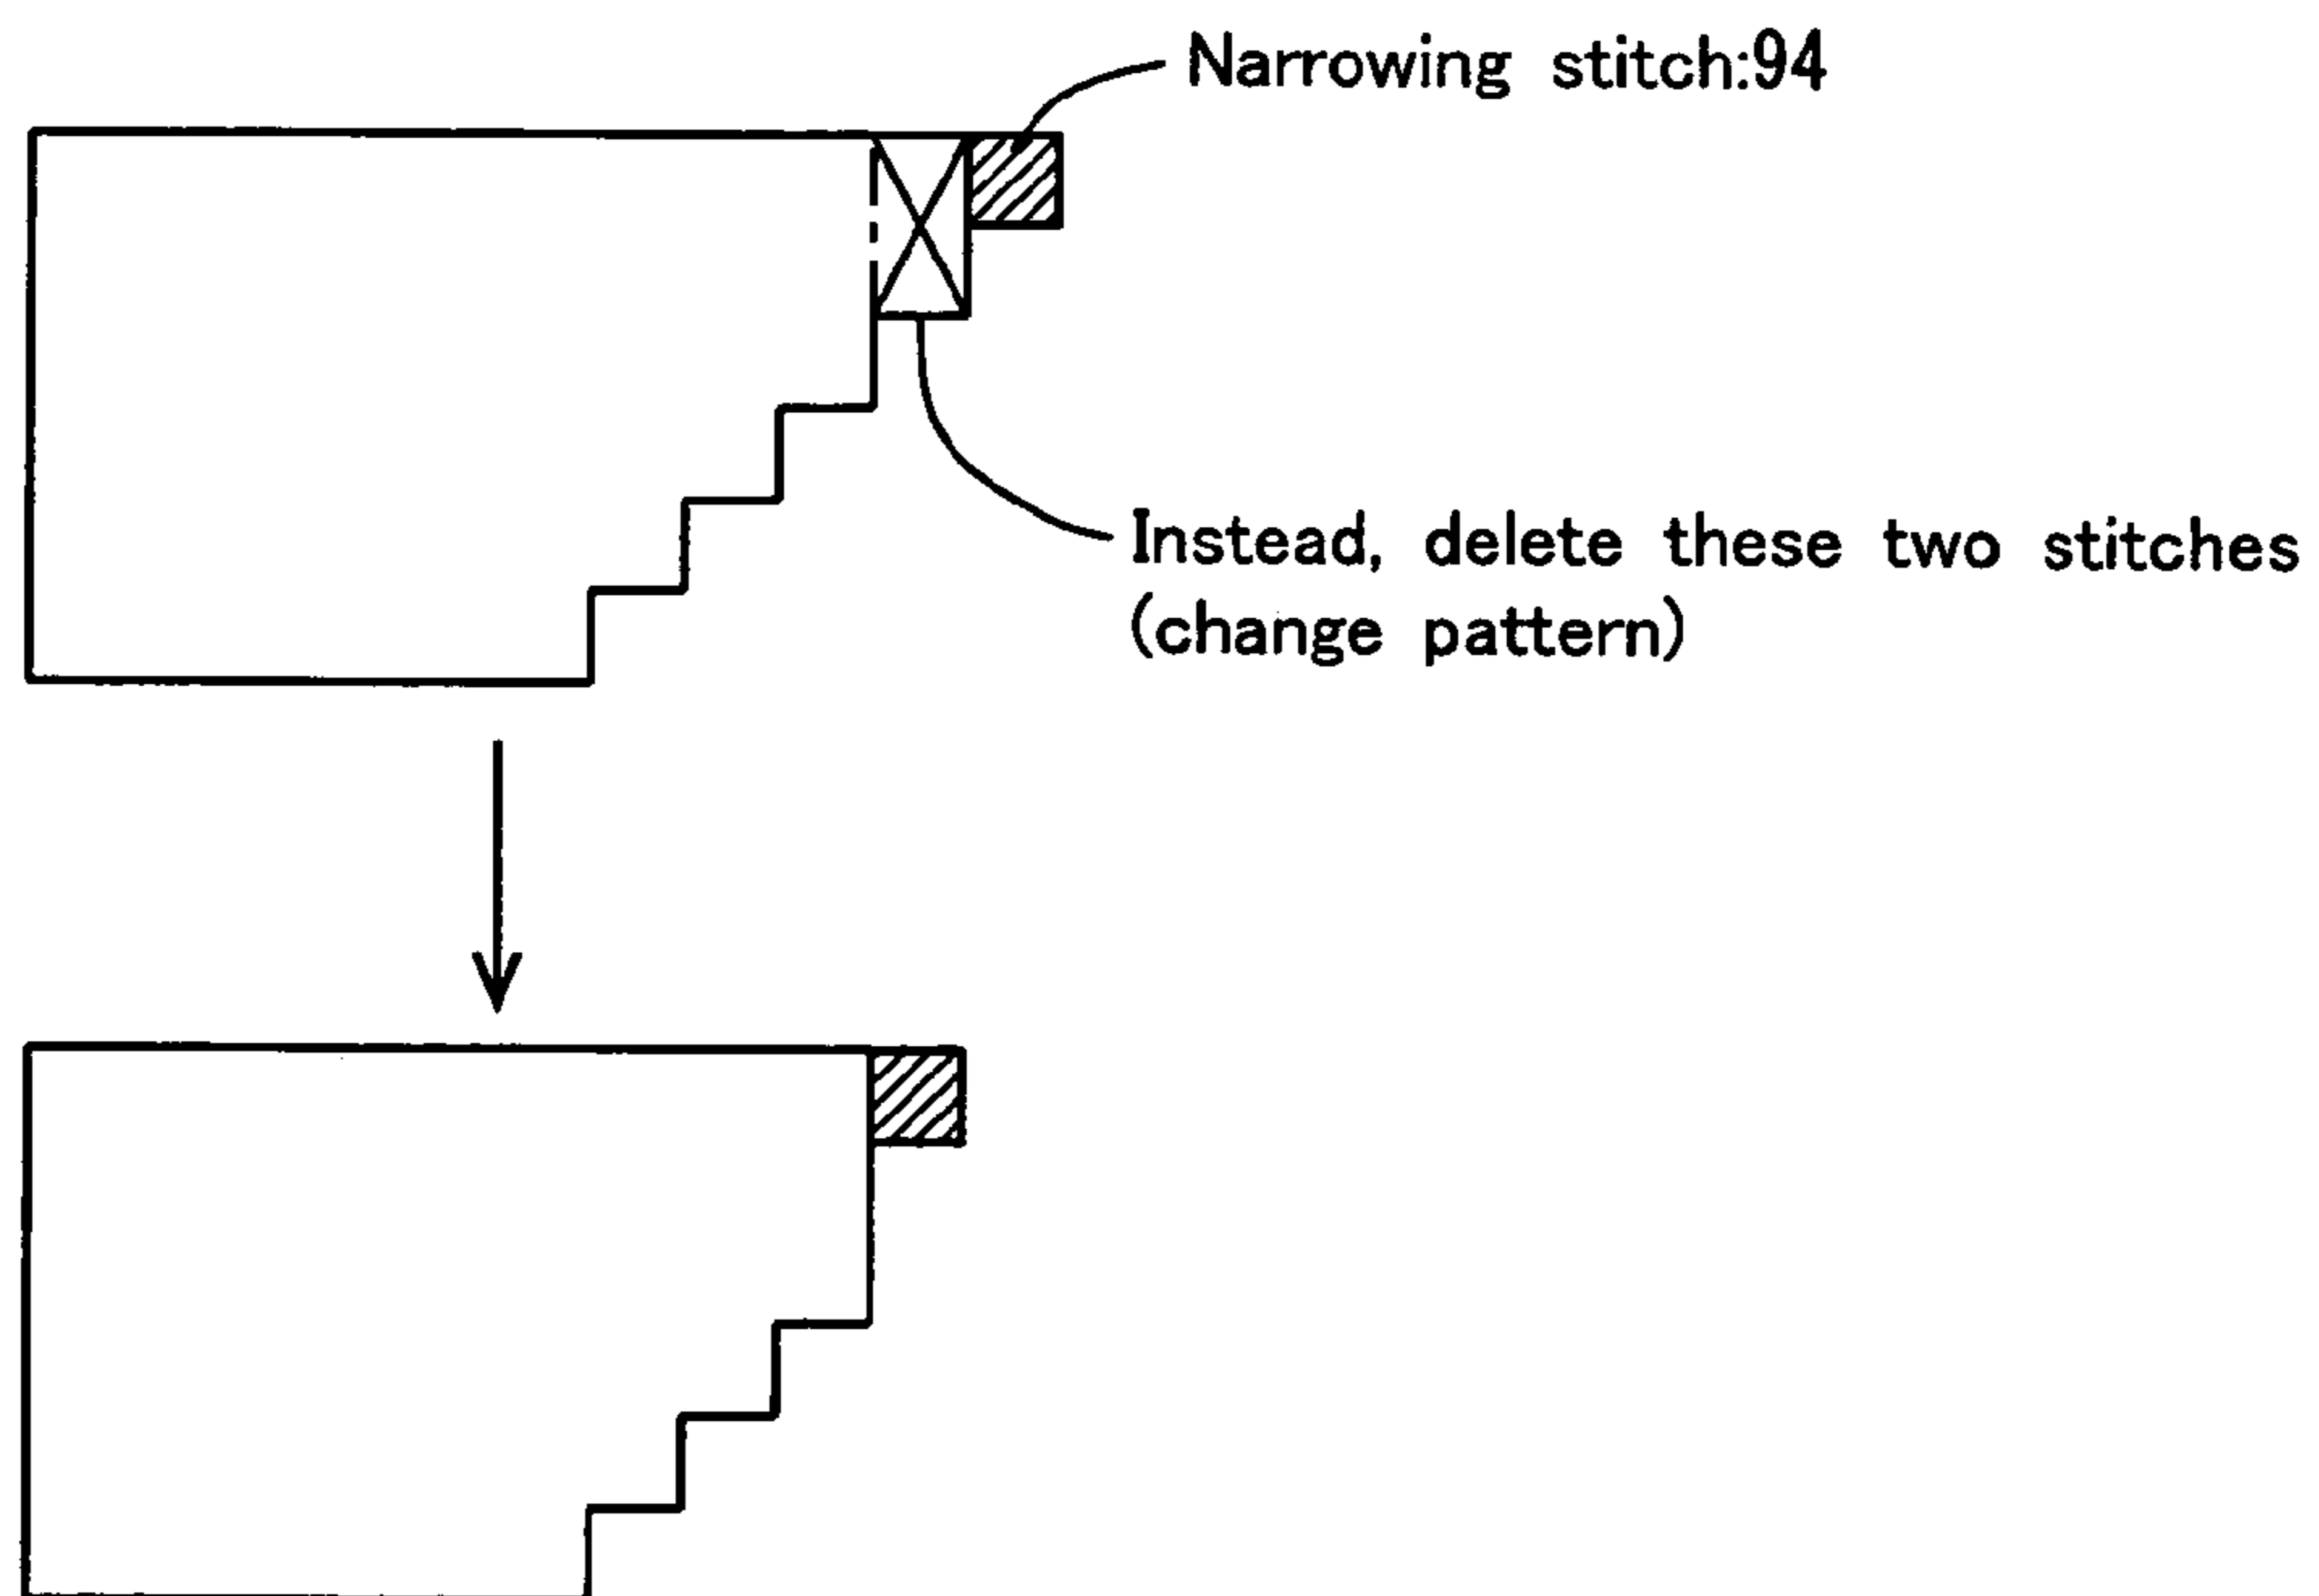 Narrowing stitch:94
Instead, delete these two stitches
(change pattern)